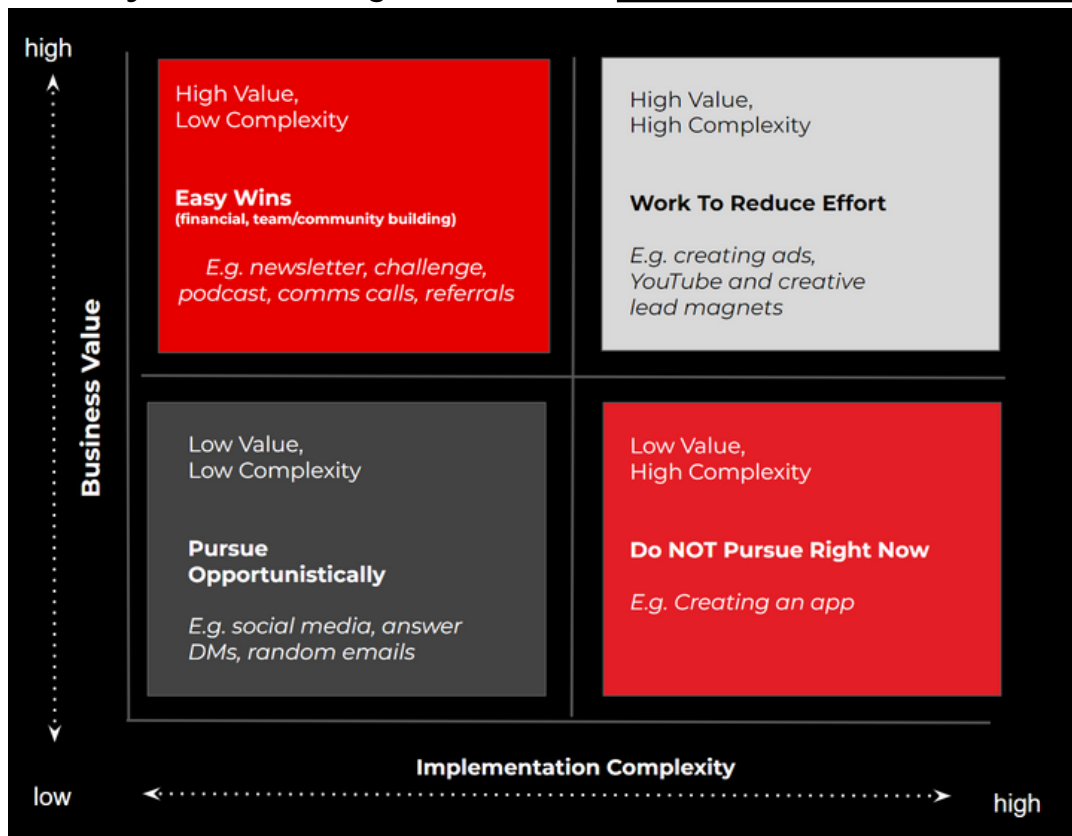 high
High Value,
Low Complexity
Easy Wins
(financial, team/community building)
E.g. newsletter, challenge,
podcast, comms calls, referrals
High Value,
High Complexity
Work To Reduce Effort
E.g. creating ads,
YouTube and creative
lead magnets
Business Value
Low Value,
Low Complexity
Pursue
Opportunistically
E.g. social media, answer
DMs, random emails
Low Value,
High Complexity
Do NOT Pursue Right Now
E.g. Creating an app
Implementation Complexity
low
high